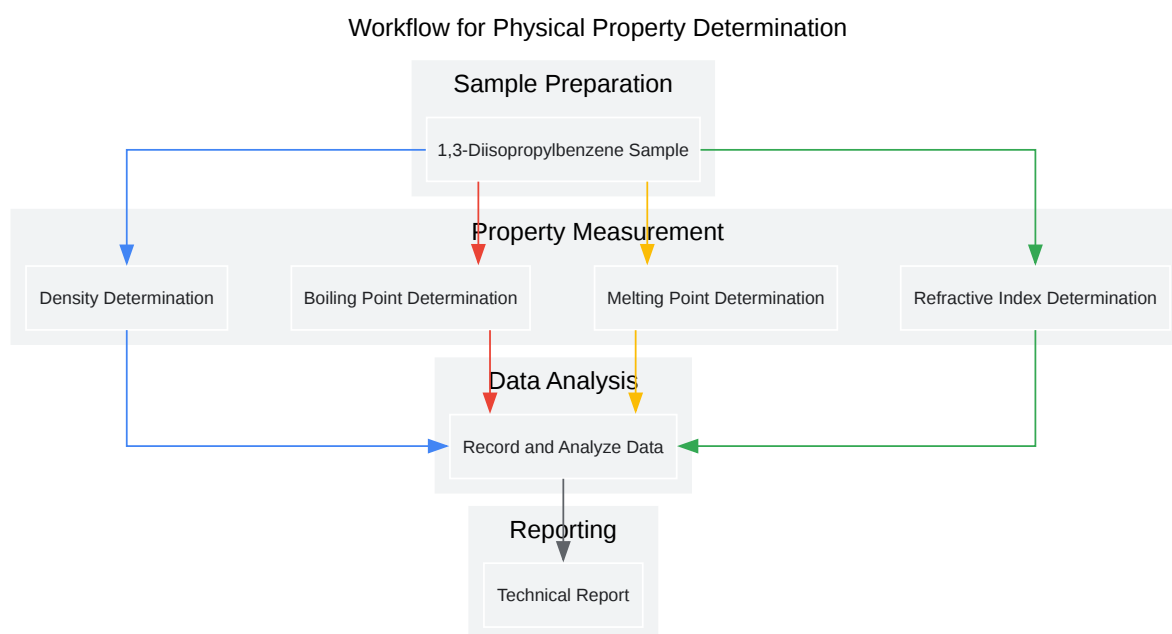 Workflow for Physical Property Determination
Sample Preparation
1,3-Diisopropylbenzene Sample
Property Measurement
Density Determination
Boiling Point Determination
Melting Point Determination
Refractive Index Determination
Data Analysis
Record and Analyze Data
Reporting
Technical Report